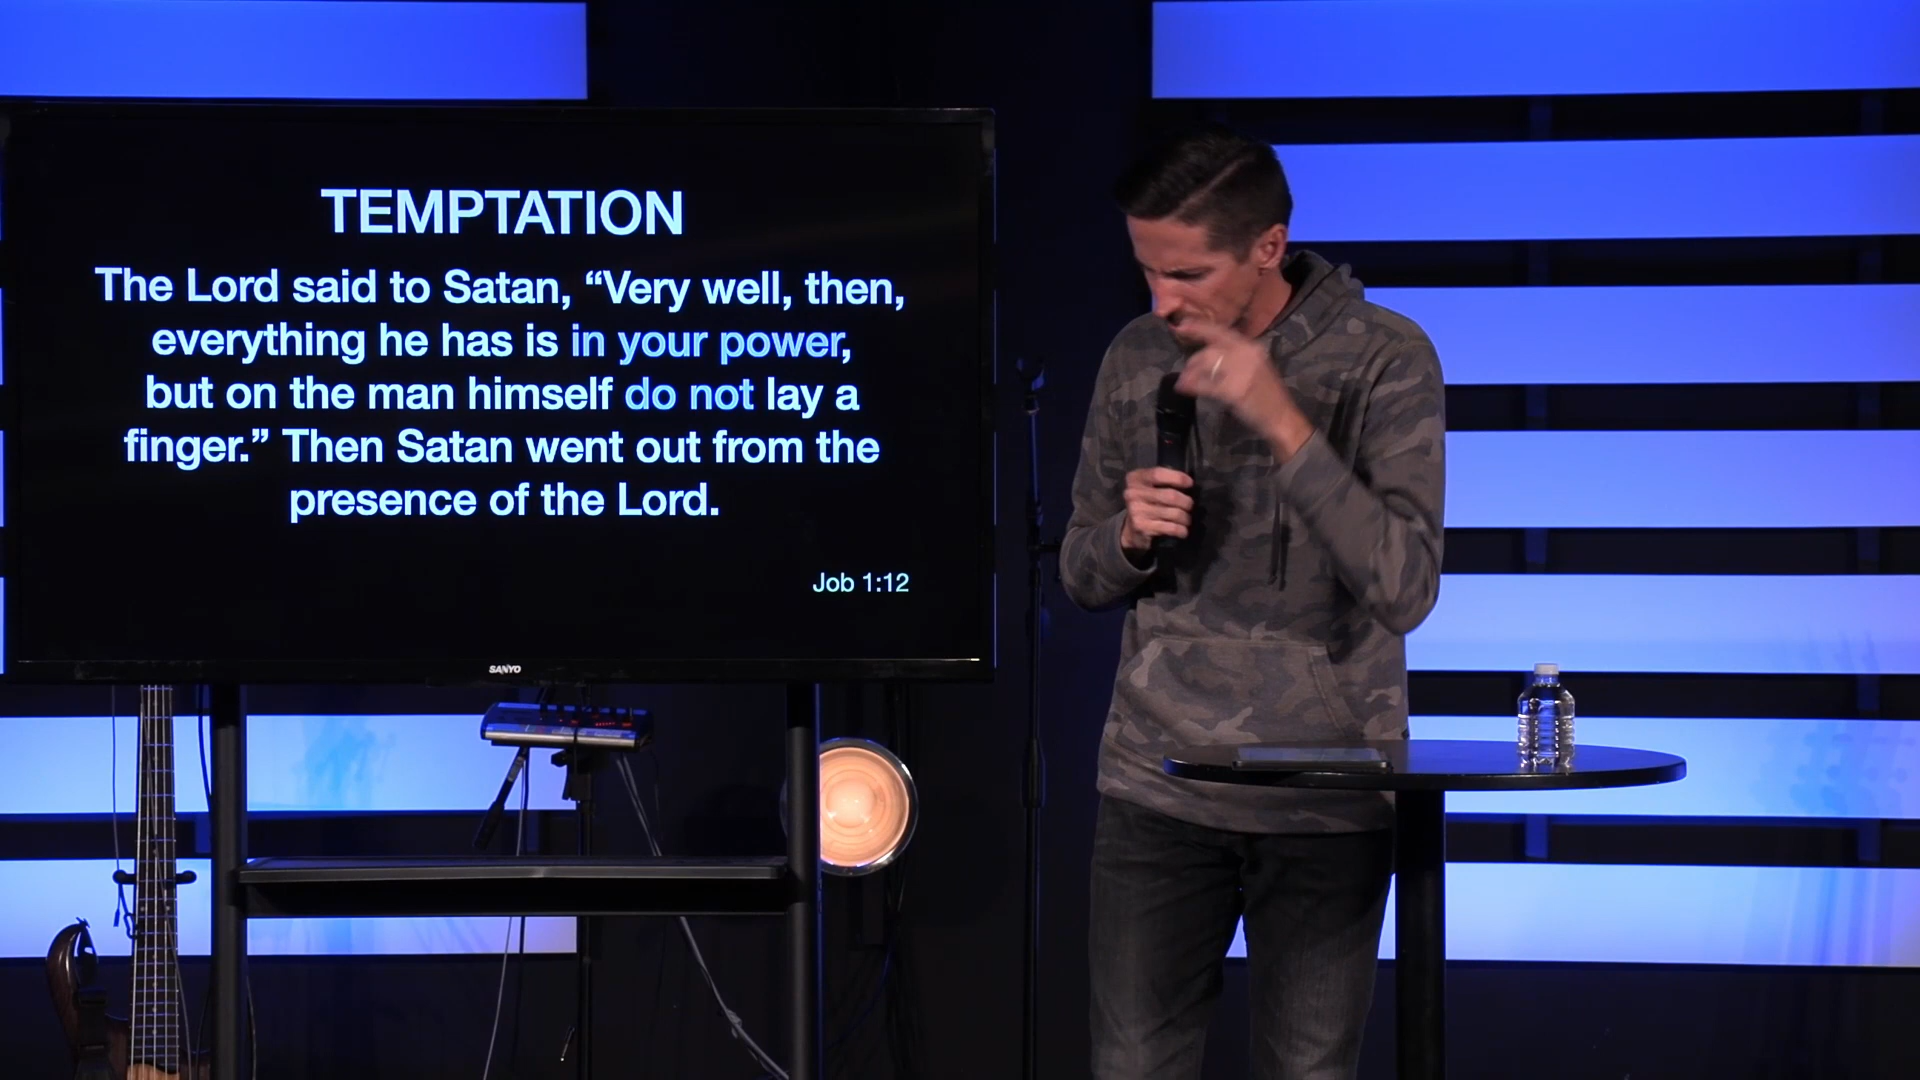 TEMPTATION
The Lord said to Satan, “Very well, then,
everything he has is in your power,
but on the man himself do not lay a
finger.” Then Satan went out from the
presence of the Lord.
Job 1:12
SANYO